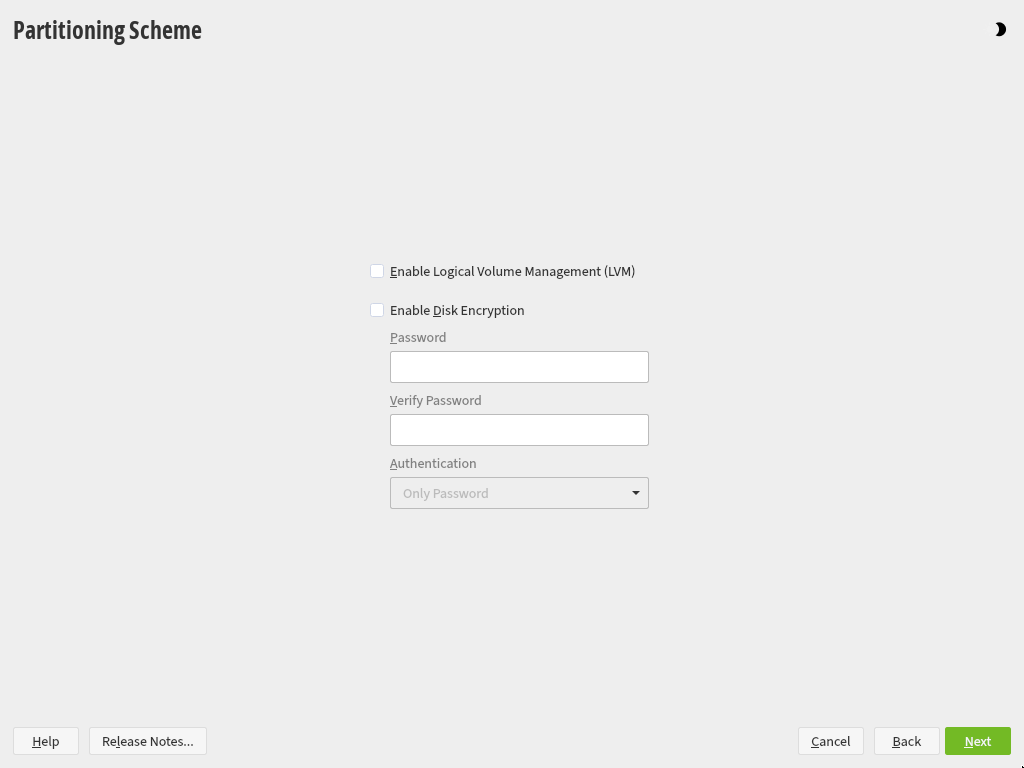 Partitioning Scheme
Enable Logical Volume Management (LVM)
Enable Disk Encryption
Password
Verify Password
Authentication
Only Password
Help
Release Notes...
Cancel
Back
Next